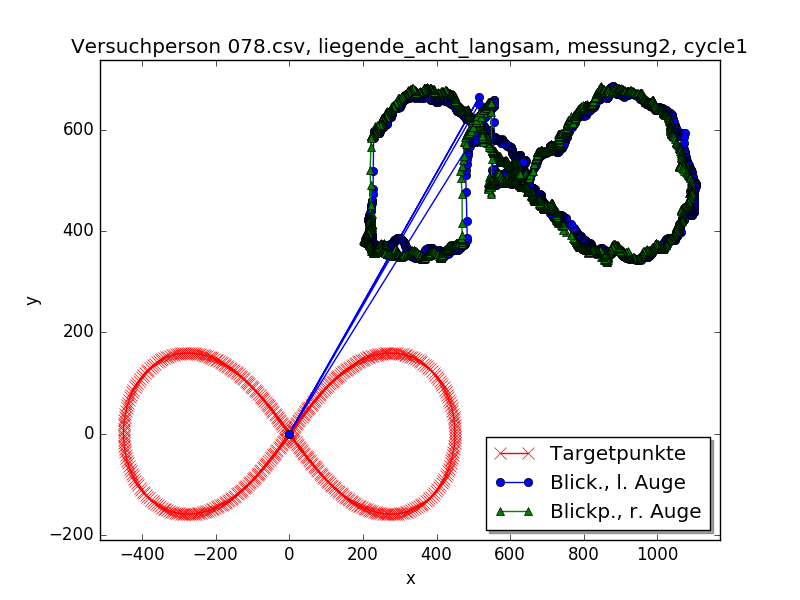 Versuchperson 078.csv, liegende_acht_langsam, messung2, cycle1
y
600
400
200
0
−200
−400
−200
0
200
400
600
800
1000
x
Targetpunkte
Blick., l. Auge
Blickp., r. Auge